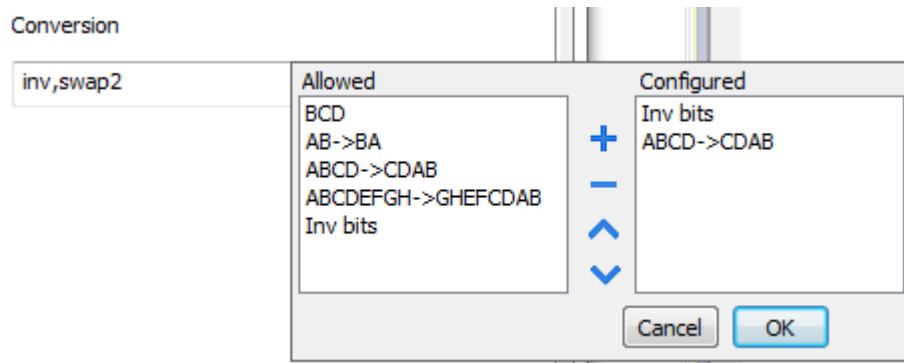 Conversion
inv,swap2
Allowed
BCD
AB->BA
ABCD->CDAB
ABCDEFGH->GHEFCDAB
Inv bits
Configured
Inv bits
ABCD->CDAB
Cancel
OK